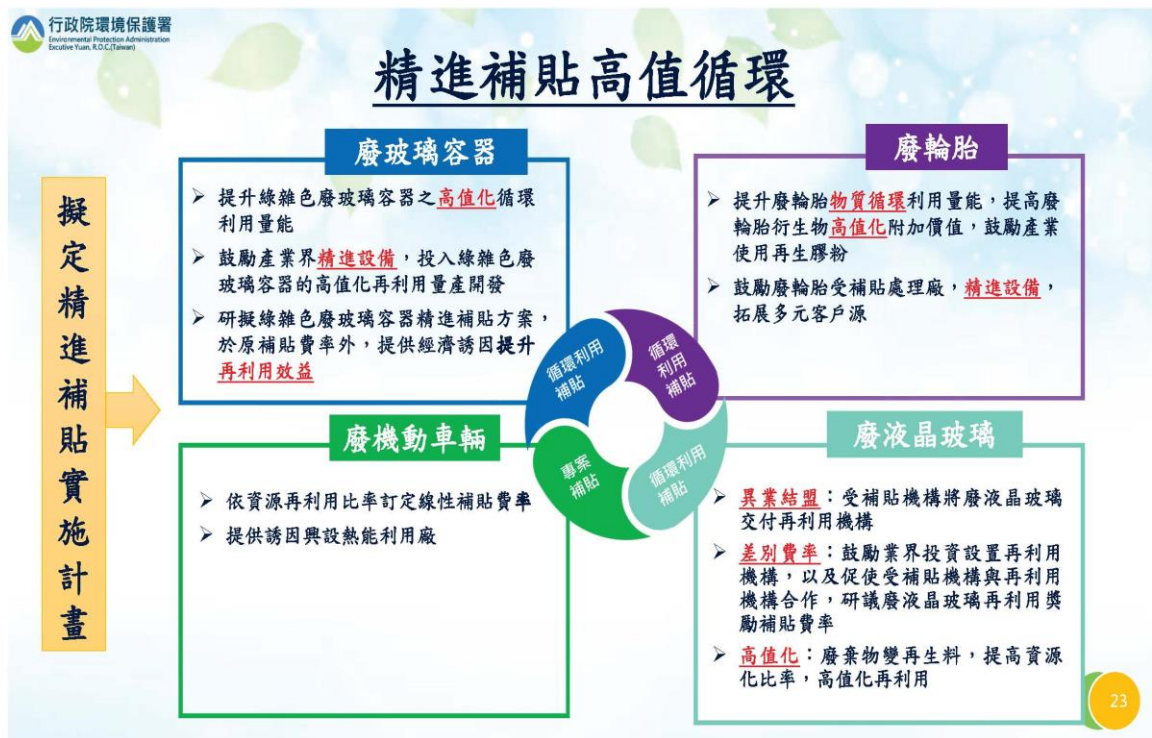 行政院環境保護署
Environmental Protection Administration
Excutive Yuan, R.O.C.(Taiwan)
精進補貼高值循環
擬定精進補貼實施計畫
廢玻璃容器
➢ 提升綠雜色廢玻璃容器之高值化循環
利用量能
➢ 鼓勵產業界精進設備，投入綠雜色廢
玻璃容器的高值化再利用量產開發
➢ 研擬綠雜色廢玻璃容器精進補貼方案，
於原補貼費率外，提供經濟誘因提升
再利用效益
廢輪胎
➢ 提升廢輪胎物質循環利用量能，提高廢
輪胎衍生物高值化附加價值，鼓勵產業
使用再生膠粉
➢ 鼓勵廢輪胎受補貼處理廠，精進設備，
拓展多元客戶源
循環利用
補貼
循環
利用
補貼
專案
補貼
循環利用
補貼
廢機動車輛
➢ 依資源再利用比率訂定線性補貼費率
➢ 提供誘因興設熱能利用廠
廢液晶玻璃
➢ 異業結盟：受補貼機構將廢液晶玻璃
交付再利用機構
➢ 差別費率：鼓勵業界投資設置再利用
機構，以及促使受補貼機構與再利用
機構合作，研議廢液晶玻璃再利用獎
勵補貼費率
➢ 高值化：廢棄物變再生料，提高資源
化比率，高值化再利用
23